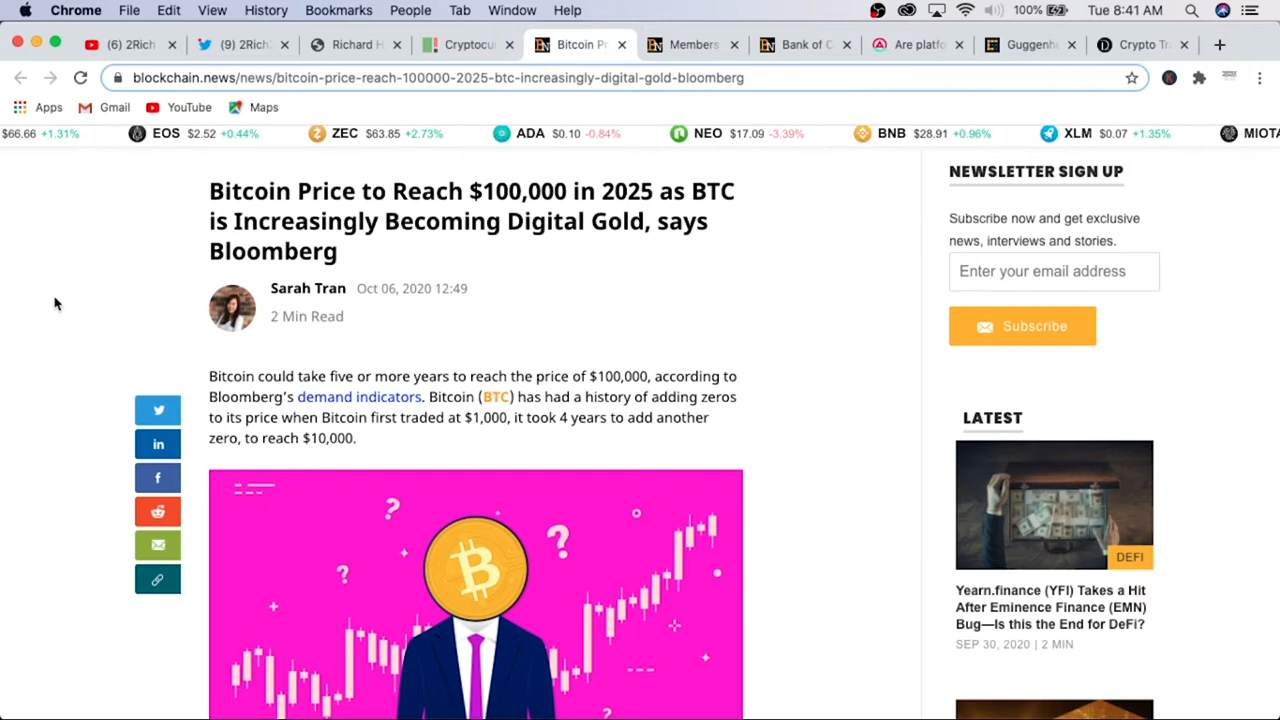 Chrome File Edit View History Bookmarks People Tab Window Help 100% Tue 8:41 AM
(6) 2Rich (9) 2Rich Richard H Cryptocu Bitcoin Pr Members Bank of C Are platfo Guggenhe Crypto Tr
blockchain.news/news/bitcoin-price-reach-100000-2025-btc-increasingly-digital-gold-bloomberg
Apps Gmail YouTube Maps
$66.66 +1.31% EOS $2.52 +0.44% ZEC $63.85 +2.73% ADA $0.10 -0.84% NEO $17.09 -3.39% BNB $28.91 +0.96% XLM $0.07 +1.35% MIOTA
Bitcoin Price to Reach $100,000 in 2025 as BTC
is Increasingly Becoming Digital Gold, says
Bloomberg
Sarah Tran Oct 06, 2020 12:49
2 Min Read
Bitcoin could take five or more years to reach the price of $100,000, according to
Bloomberg's demand indicators. Bitcoin (BTC) has had a history of adding zeros
to its price when Bitcoin first traded at $1,000, it took 4 years to add another
zero, to reach $10,000.
NEWSLETTER SIGN UP
Subscribe now and get exclusive
news, interviews and stories.
Enter your email address
Subscribe
LATEST
DEFI
Yearn.finance (YFI) Takes a Hit
After Eminence Finance (EMN)
Bug—Is this the End for DeFi?
SEP 30, 2020 | 2 MIN